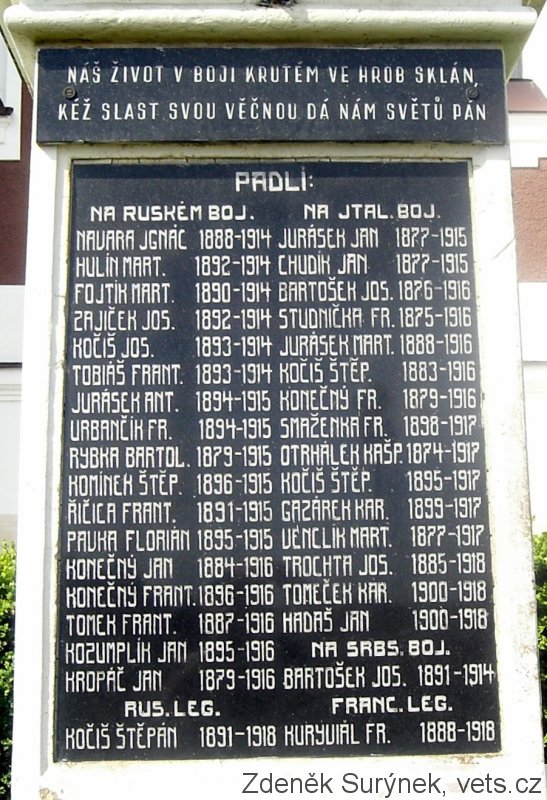 NÁŠ ŽIVOT V BOJI KRUTÉM VE HROB SKLÁN,
KÉŽ SLAST SVOU VĚČNOU DÁ NÁM SVĚTŮ PÁN
PADLÍ:
NA RUSKÉM BOJ.
NAVARA JGNÁC 1888-1914
HULÍN MART. 1892-1914
FOJTÍK MART. 1890-1914
ZAJÍČEK JOS. 1892-1914
KOČIŠ JOS. 1893-1914
TOBIÁŠ FRANT. 1893-1914
JURÁSEK ANT. 1894-1915
URBANČÍK FR. 1894-1915
RYBKA BARTOL. 1879-1915
KOMÍNEK ŠTĚP. 1896-1915
ŘIČICA FRANT. 1891-1915
PAVKA FLORIÁN 1895-1915
KONEČNÝ JAN 1884-1916
KONEČNÝ FRANT. 1896-1916
TOMEK FRANT. 1887-1916
KOZUMPLÍK JAN 1895-1916
KROPÁČ JAN 1879-1916
RUS. LEG.
KOČIŠ ŠTĚPÁN 1891-1918
NA JTAL. BOJ.
JURÁSEK JAN 1877-1915
CHUDÍK JAN 1877-1915
BARTOŠEK JOS. 1876-1916
STUDNIČKA FR. 1875-1916
JURÁSEK MART. 1888-1916
KOČIŠ ŠTĚP. 1883-1916
KONEČNÝ FR. 1879-1916
SMAŽENKA FR. 1898-1917
OTRHÁLEK KAŠP. 1874-1917
KOČIŠ ŠTĚP. 1895-1917
GAZÁREK KAR. 1899-1917
VENCLÍK MART. 1877-1917
TROCHTA JOS. 1885-1918
TOMEČEK KAR. 1900-1918
HADAŠ JAN 1900-1918
NA SRBS. BOJ.
BARTOŠEK JOS. 1891-1914
FRANC. LEG.
KURYVIÁL FR. 1888-1918
Zdeněk Surýnek, vets.cz